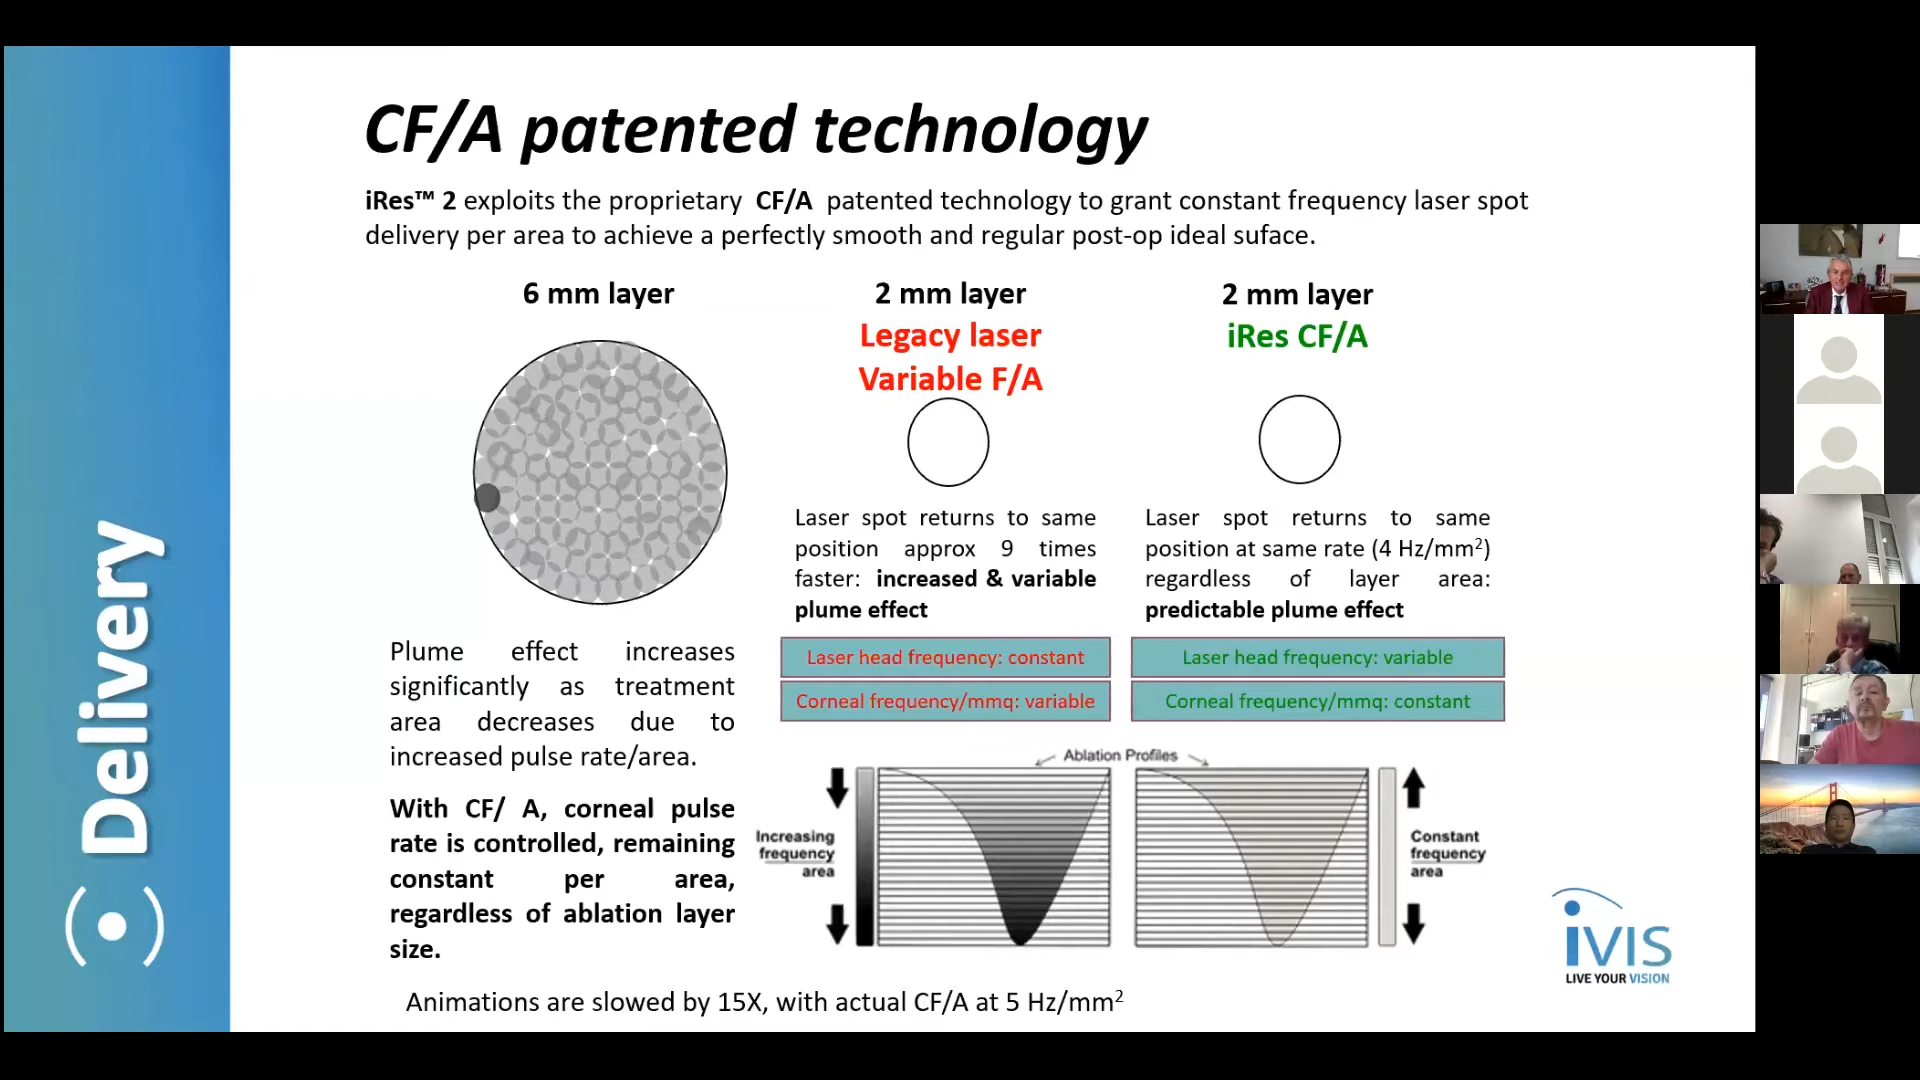 CF/A patented technology
iRes™ 2 exploits the proprietary CF/A patented technology to grant constant frequency laser spot
delivery per area to achieve a perfectly smooth and regular post-op ideal suface.
6 mm layer
2 mm layer
Legacy laser
Variable F/A
2 mm layer
iRes CF/A
Laser spot returns to same
position approx 9 times
faster: increased & variable
plume effect
Laser spot returns to same
position at same rate (4 Hz/mm²)
regardless of layer area:
predictable plume effect
Plume effect increases
significantly as treatment
area decreases due to
increased pulse rate/area.
Laser head frequency: constant
Corneal frequency/mmq: variable
Laser head frequency: variable
Corneal frequency/mmq: constant
With CF/ A, corneal pulse
rate is controlled, remaining
constant per area,
regardless of ablation layer
size.
Ablation Profiles
Increasing
frequency
area
Constant
frequency
area
Animations are slowed by 15X, with actual CF/A at 5 Hz/mm²
Delivery
iVIS
LIVE YOUR VISION